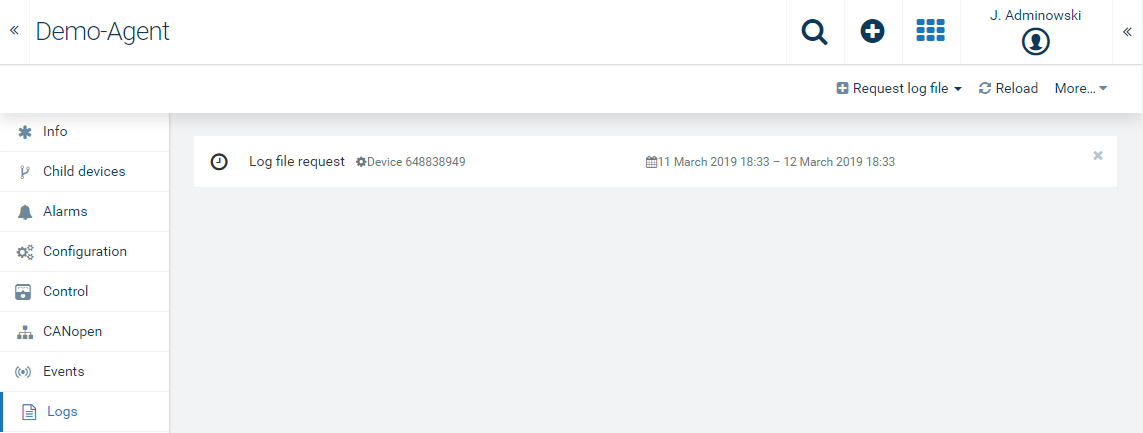 Demo-Agent
J. Adminowski
Request log file
Reload
More...
Info
Child devices
Alarms
Configuration
Control
CANopen
Events
Logs
Log file request
Device 648838949
11 March 2019 18:33 – 12 March 2019 18:33